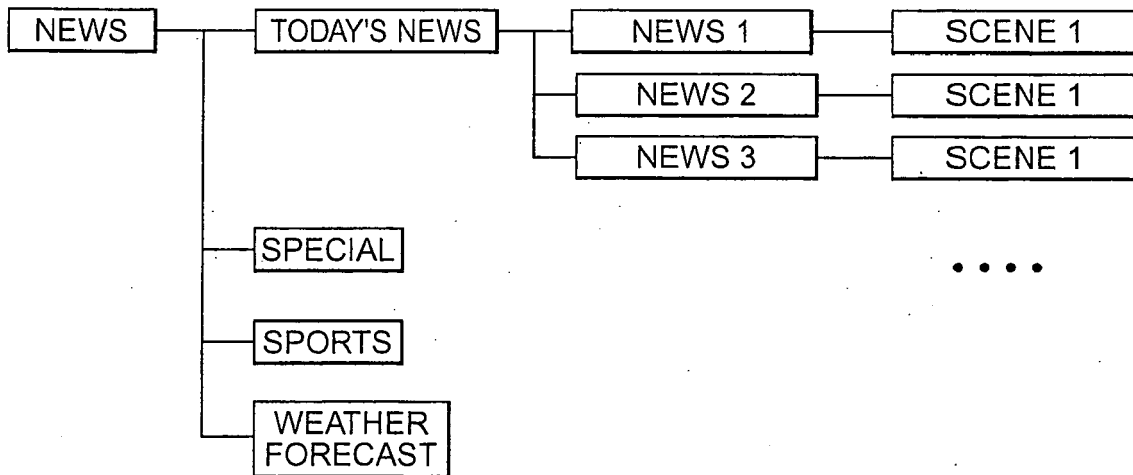 NEWS
TODAY'S NEWS
NEWS 1
SCENE 1
NEWS 2
SCENE 1
NEWS 3
SCENE 1
SPECIAL
SPORTS
WEATHER
FORECAST